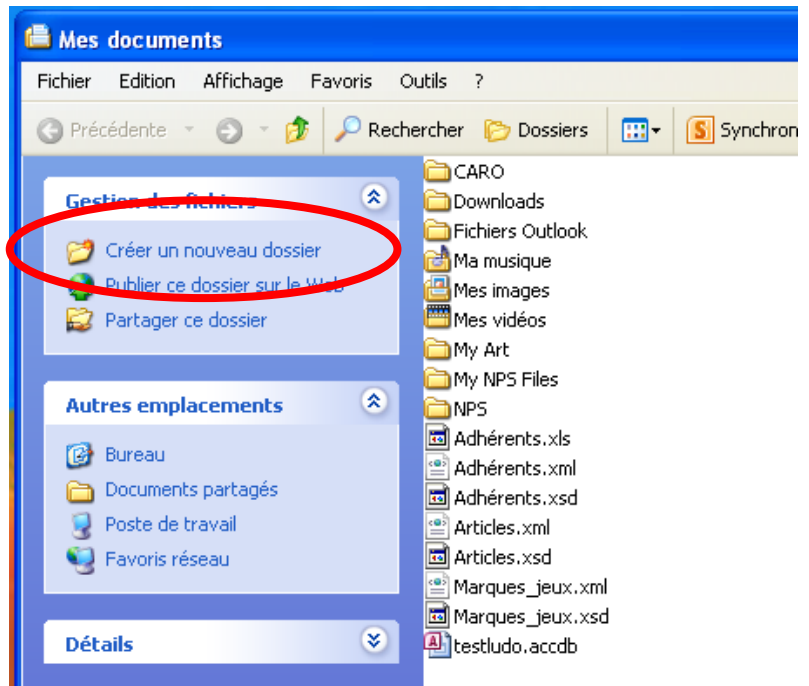 Mes documents
Fichier Edition Affichage Favoris Outils ?
Précédente Rechercher Dossiers S Synchron
Gestion des fichiers
Créer un nouveau dossier
Publier ce dossier sur le Web
Partager ce dossier
Autres emplacements
Bureau
Documents partagés
Poste de travail
Favoris réseau
Détails
CARO
Downloads
Fichiers Outlook
Ma musique
Mes images
Mes vidéos
My Art
My NPS Files
NPS
Adhérents.xls
Adhérents.xml
Adhérents.xsd
Articles.xml
Articles.xsd
Marques_jeux.xml
Marques_jeux.xsd
testludo.accdb